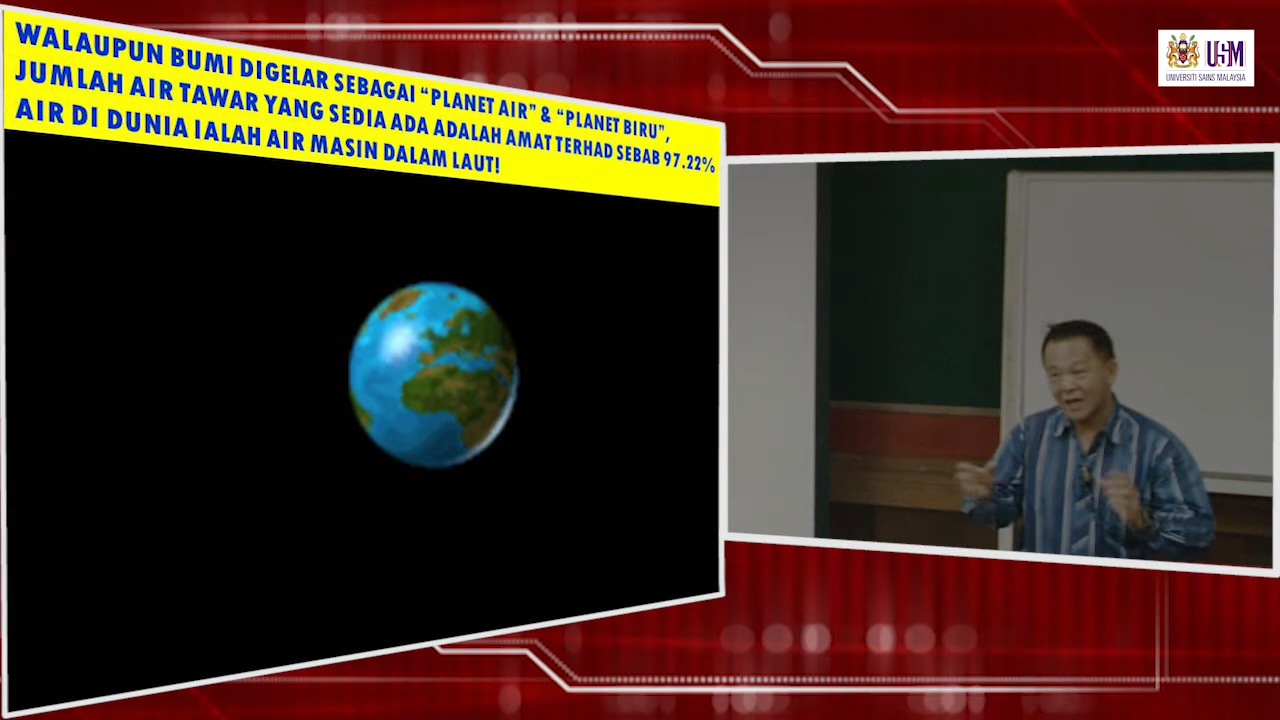 WALAUPUN BUMI DIGELAR SEBAGAI “PLANET AIR” & “PLANET BIRU”,
JUMLAH AIR TAWAR YANG SEDIA ADA ADALAH AMAT TERHAD SEBAB 97.22%
AIR DI DUNIA IALAH AIR MASIN DALAM LAUT!
USM
UNIVERSITI SAINS MALAYSIA